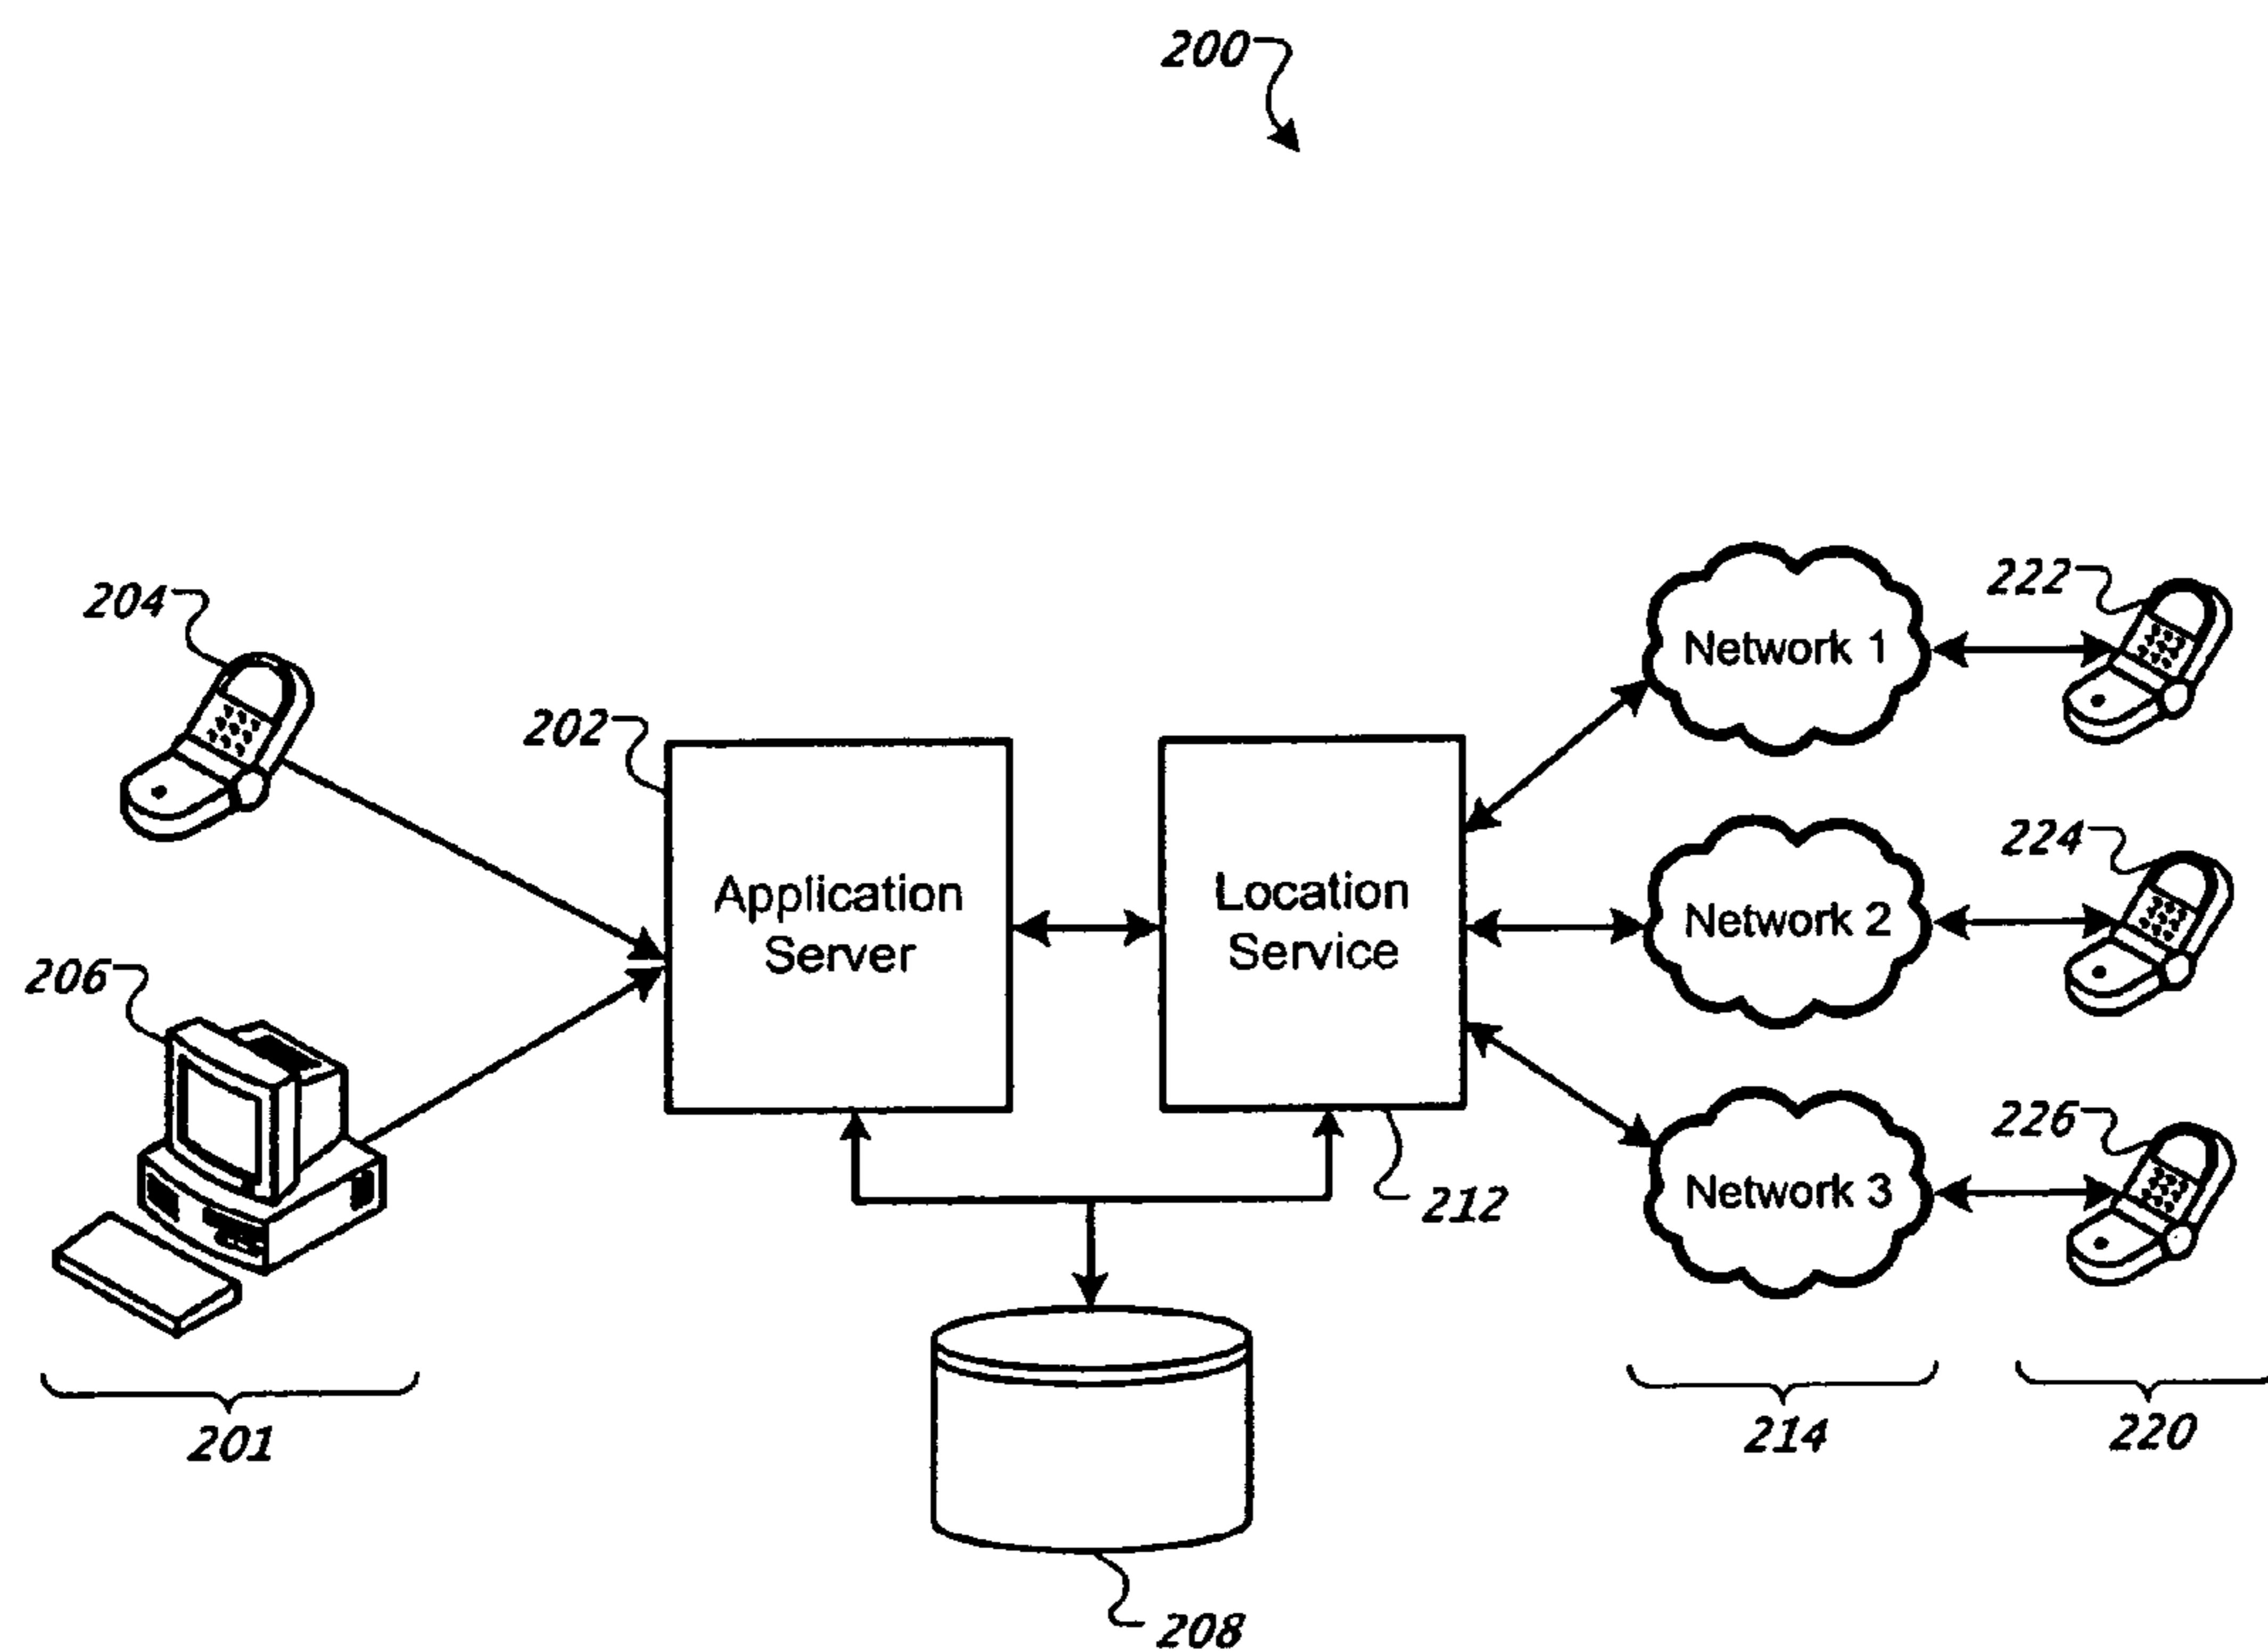 200
204
202
206
Application
Server
Location
Service
212
Network 1
222
Network 2
224
Network 3
226
201
214
220
208